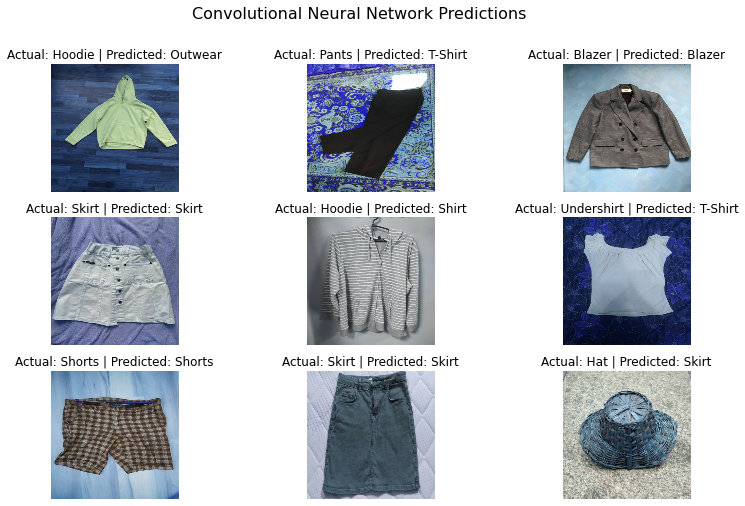 Convolutional Neural Network Predictions
Actual: Hoodie | Predicted: Outwear
Actual: Pants | Predicted: T-Shirt
Actual: Blazer | Predicted: Blazer
Actual: Skirt | Predicted: Skirt
Actual: Hoodie | Predicted: Shirt
Actual: Undershirt | Predicted: T-Shirt
Actual: Shorts | Predicted: Shorts
Actual: Skirt | Predicted: Skirt
Actual: Hat | Predicted: Skirt